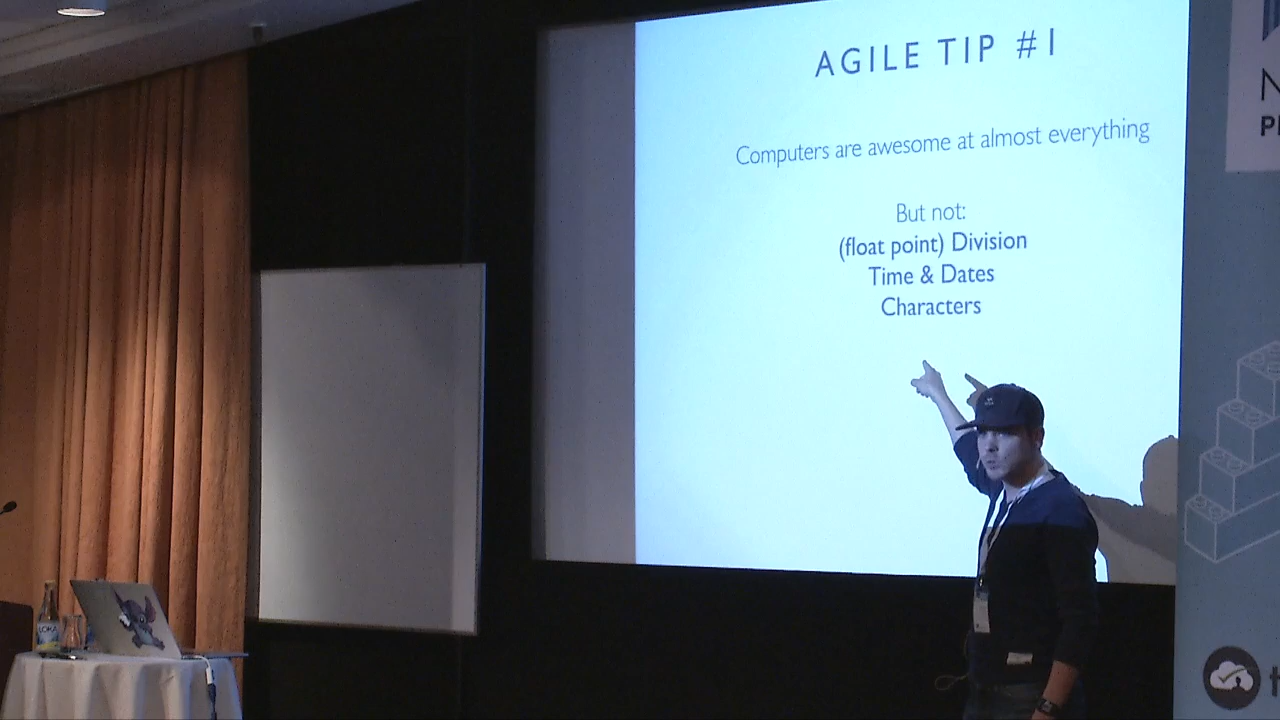 AGILE TIP #1
Computers are awesome at almost everything
But not:
(float point) Division
Time & Dates
Characters